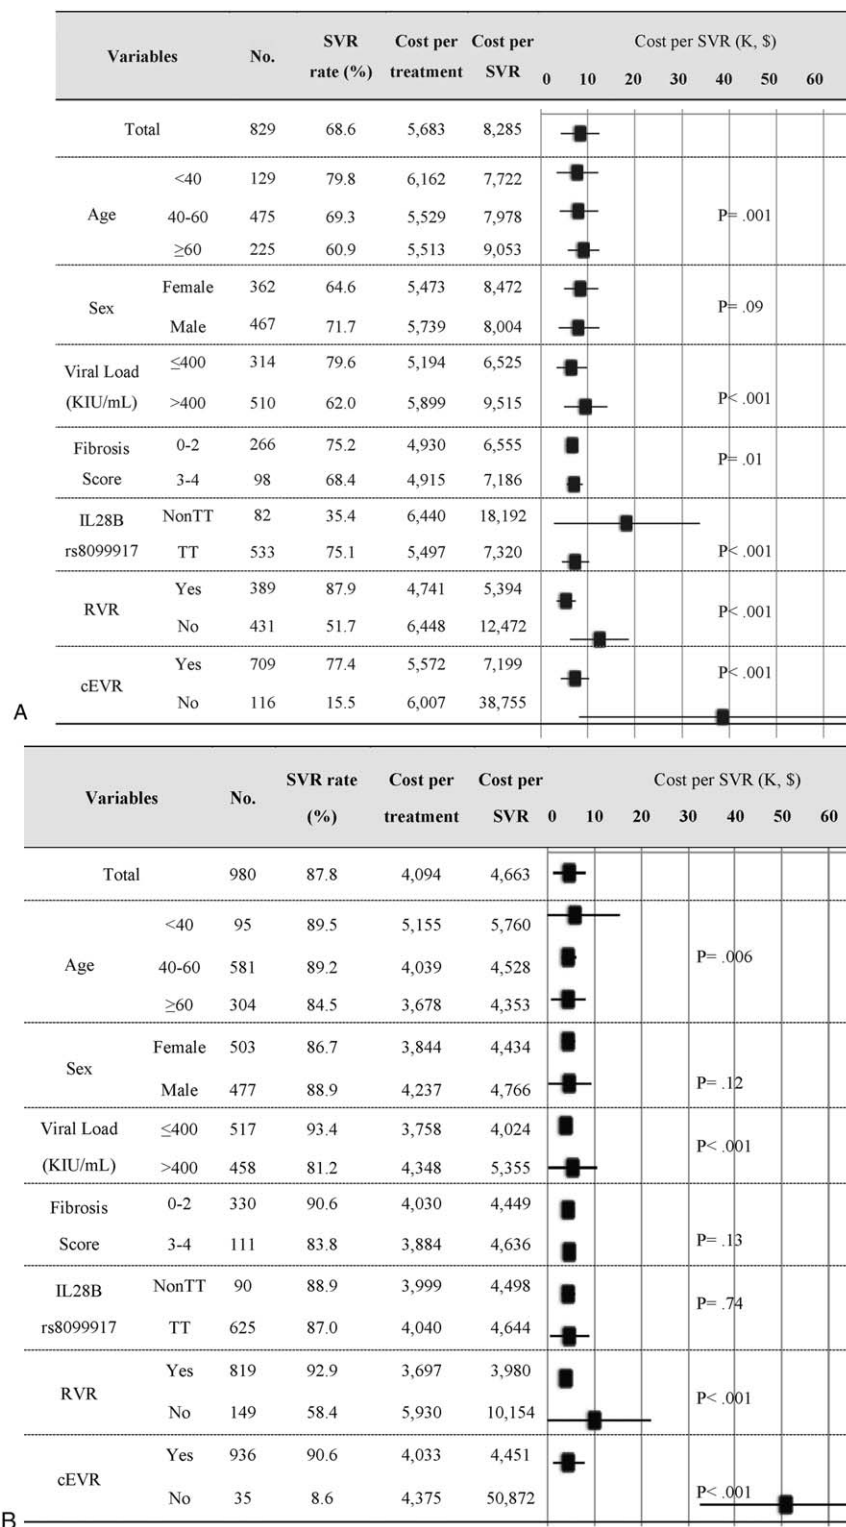 Variables No. SVR rate (%) Cost per treatment Cost per SVR Cost per SVR (K, $)
0 10 20 30 40 50 60
Total 829 68.6 5,683 8,285
Age <40 129 79.8 6,162 7,722
40-60 475 69.3 5,529 7,978 P= .001
≥60 225 60.9 5,513 9,053
Sex Female 362 64.6 5,473 8,472 P= .09
Male 467 71.7 5,739 8,004
Viral Load (KIU/mL) ≤400 314 79.6 5,194 6,525
>400 510 62.0 5,899 9,515 P< .001
Fibrosis Score 0-2 266 75.2 4,930 6,555 P= .01
3-4 98 68.4 4,915 7,186
IL28B rs8099917 NonTT 82 35.4 6,440 18,192
TT 533 75.1 5,497 7,320 P< .001
RVR Yes 389 87.9 4,741 5,394 P< .001
No 431 51.7 6,448 12,472
cEVR Yes 709 77.4 5,572 7,199 P< .001
No 116 15.5 6,007 38,755
A
Variables No. SVR rate (%) Cost per treatment Cost per SVR Cost per SVR (K, $)
0 10 20 30 40 50 60
Total 980 87.8 4,094 4,663
Age <40 95 89.5 5,155 5,760
40-60 581 89.2 4,039 4,528 P= .006
≥60 304 84.5 3,678 4,353
Sex Female 503 86.7 3,844 4,434
Male 477 88.9 4,237 4,766 P= .12
Viral Load (KIU/mL) ≤400 517 93.4 3,758 4,024 P< .001
>400 458 81.2 4,348 5,355
Fibrosis Score 0-2 330 90.6 4,030 4,449
3-4 111 83.8 3,884 4,636 P= .13
IL28B rs8099917 NonTT 90 88.9 3,999 4,498 P= .74
TT 625 87.0 4,040 4,644
RVR Yes 819 92.9 3,697 3,980 P< .001
No 149 58.4 5,930 10,154
cEVR Yes 936 90.6 4,033 4,451
No 35 8.6 4,375 50,872 P< .001
B